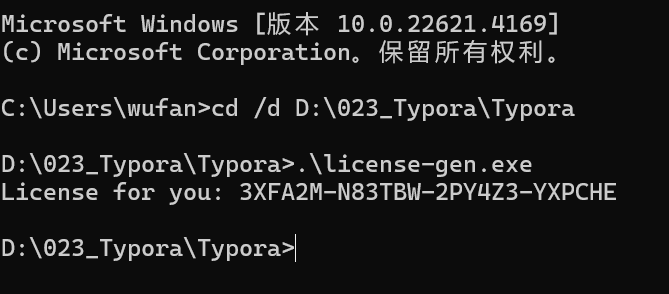 Microsoft Windows [版本 10.0.22621.4169]
(c) Microsoft Corporation。保留所有权利。
C:\Users\wufan>cd /d D:\023_Typora\Typora
D:\023_Typora\Typora>.\license-gen.exe
License for you: 3XFA2M-N83TBW-2PY4Z3-YXPCHE
D:\023_Typora\Typora>